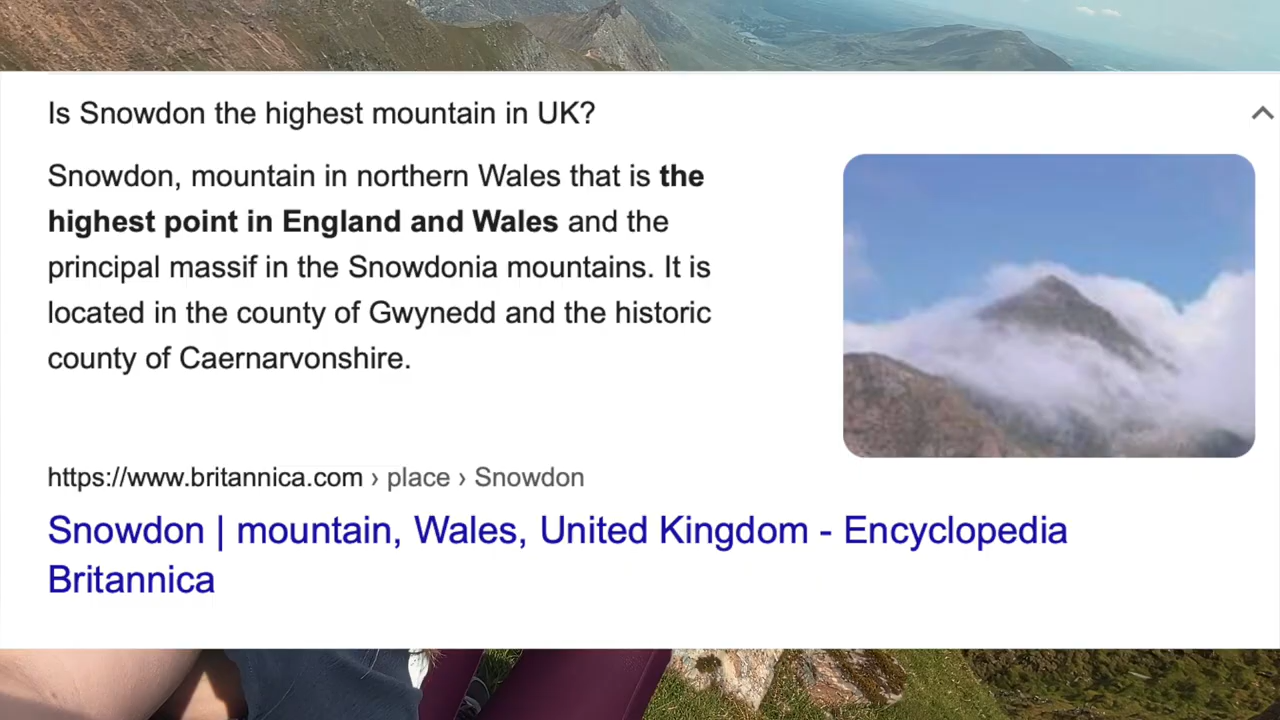 Is Snowdon the highest mountain in UK?
Snowdon, mountain in northern Wales that is the
highest point in England and Wales and the
principal massif in the Snowdonia mountains. It is
located in the county of Gwynedd and the historic
county of Caernarvonshire.
https://www.britannica.com › place › Snowdon
Snowdon | mountain, Wales, United Kingdom - Encyclopedia
Britannica